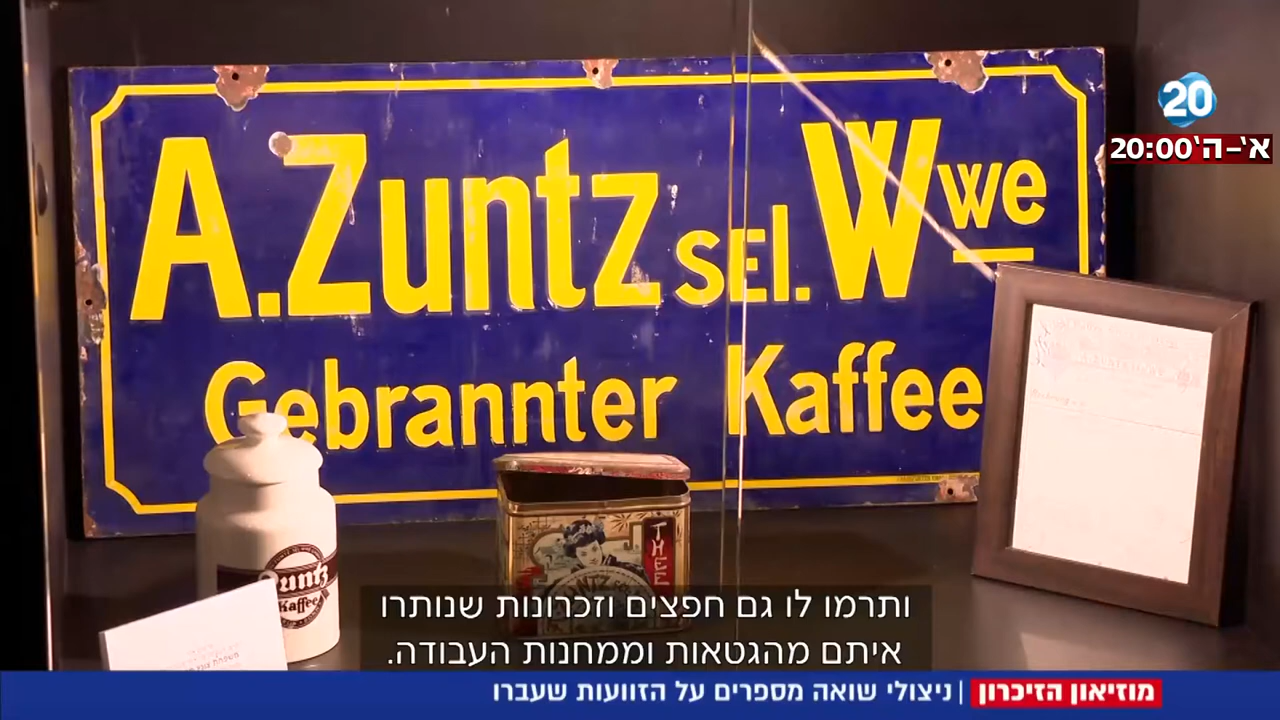 A.Zuntz sel. Wwe
Gebrannter Kaffee
20
א'-ה' 20:00
Zuntz
Kaffee
THEE
ותרמו לו גם חפצים וזכרונות שנותרו
איתם מהגטאות וממחנות העבודה.
מוזיאון הזיכרון | ניצולי שואה מספרים על הזוועות שעברו